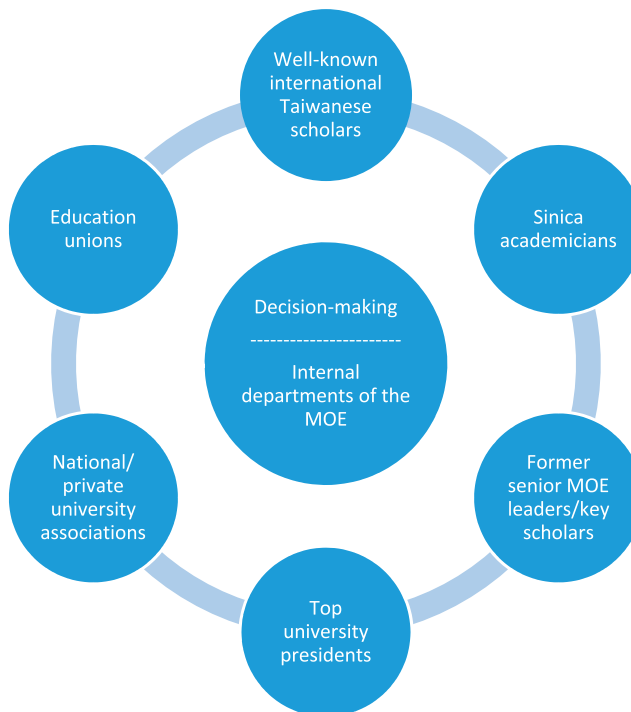 Well-known
international
Taiwanese
scholars
Education
unions
Sinica
academicians
Decision-making
-----------------------
Internal
departments of the
MOE
National/
private
university
associations
Former
senior MOE
leaders/key
scholars
Top
university
presidents